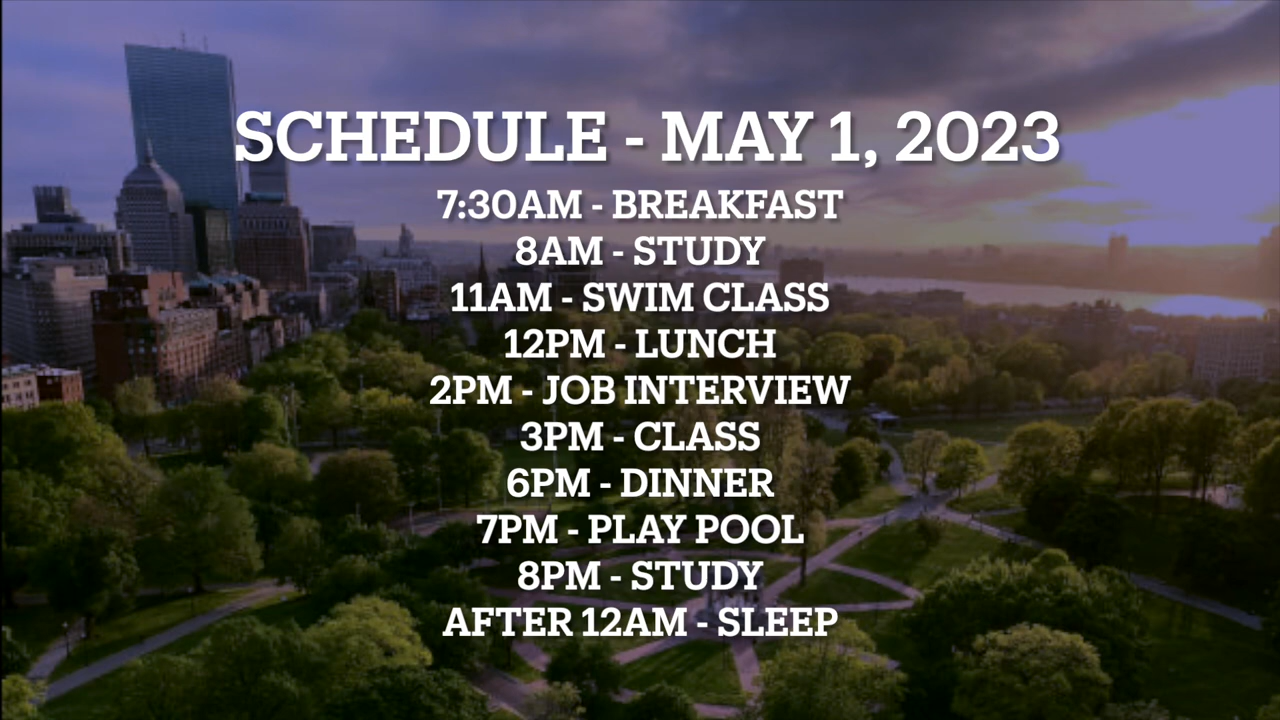 SCHEDULE - MAY 1, 2023
7:30AM - BREAKFAST
8AM - STUDY
11AM - SWIM CLASS
12PM - LUNCH
2PM - JOB INTERVIEW
3PM - CLASS
6PM - DINNER
7PM - PLAY POOL
8PM - STUDY
AFTER 12AM - SLEEP